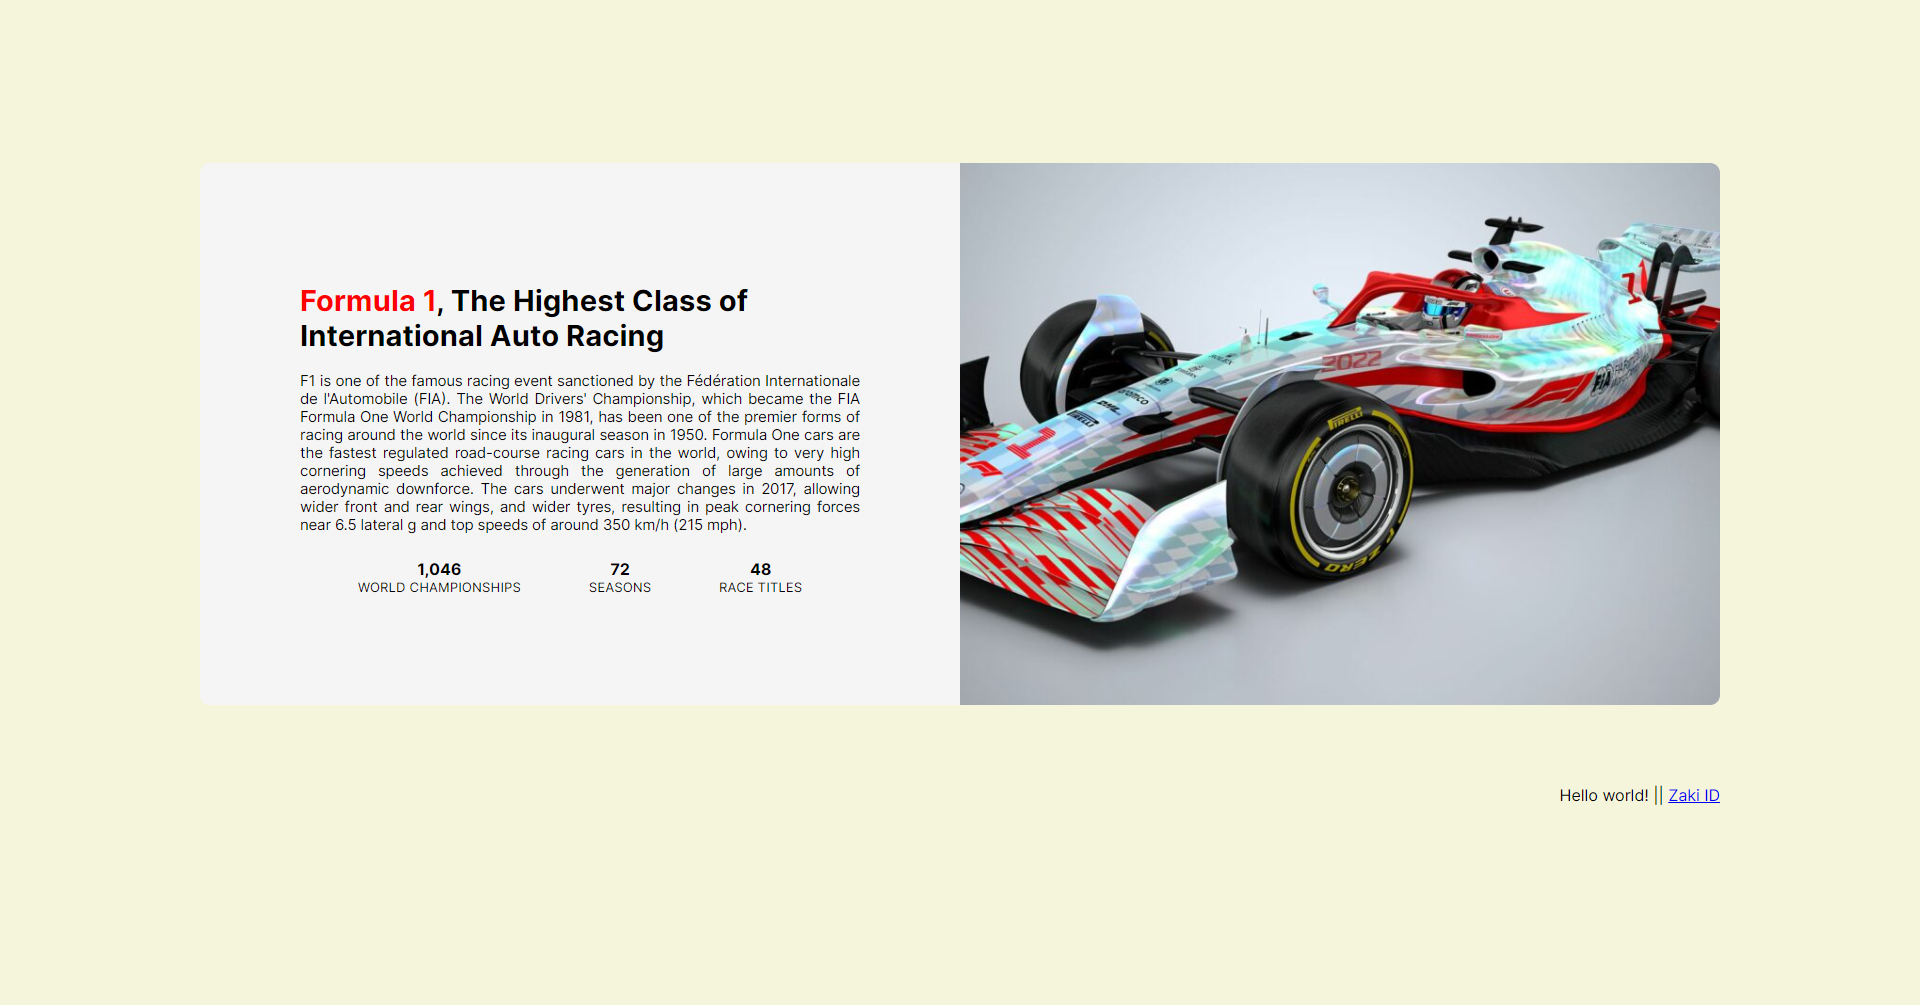 Formula 1, The Highest Class of
International Auto Racing
F1 is one of the famous racing event sanctioned by the Fédération Internationale
de l'Automobile (FIA). The World Drivers' Championship, which became the FIA
Formula One World Championship in 1981, has been one of the premier forms of
racing around the world since its inaugural season in 1950. Formula One cars are
the fastest regulated road-course racing cars in the world, owing to very high
cornering speeds achieved through the generation of large amounts of
aerodynamic downforce. The cars underwent major changes in 2017, allowing
wider front and rear wings, and wider tyres, resulting in peak cornering forces
near 6.5 lateral g and top speeds of around 350 km/h (215 mph).
1,046 72 48
WORLD CHAMPIONSHIPS SEASONS RACE TITLES
1
2022
ROLEX
FIA
aramco
DHL
PIRELLI
PIRELLI
1
P ZERO
Hello world! || Zaki ID